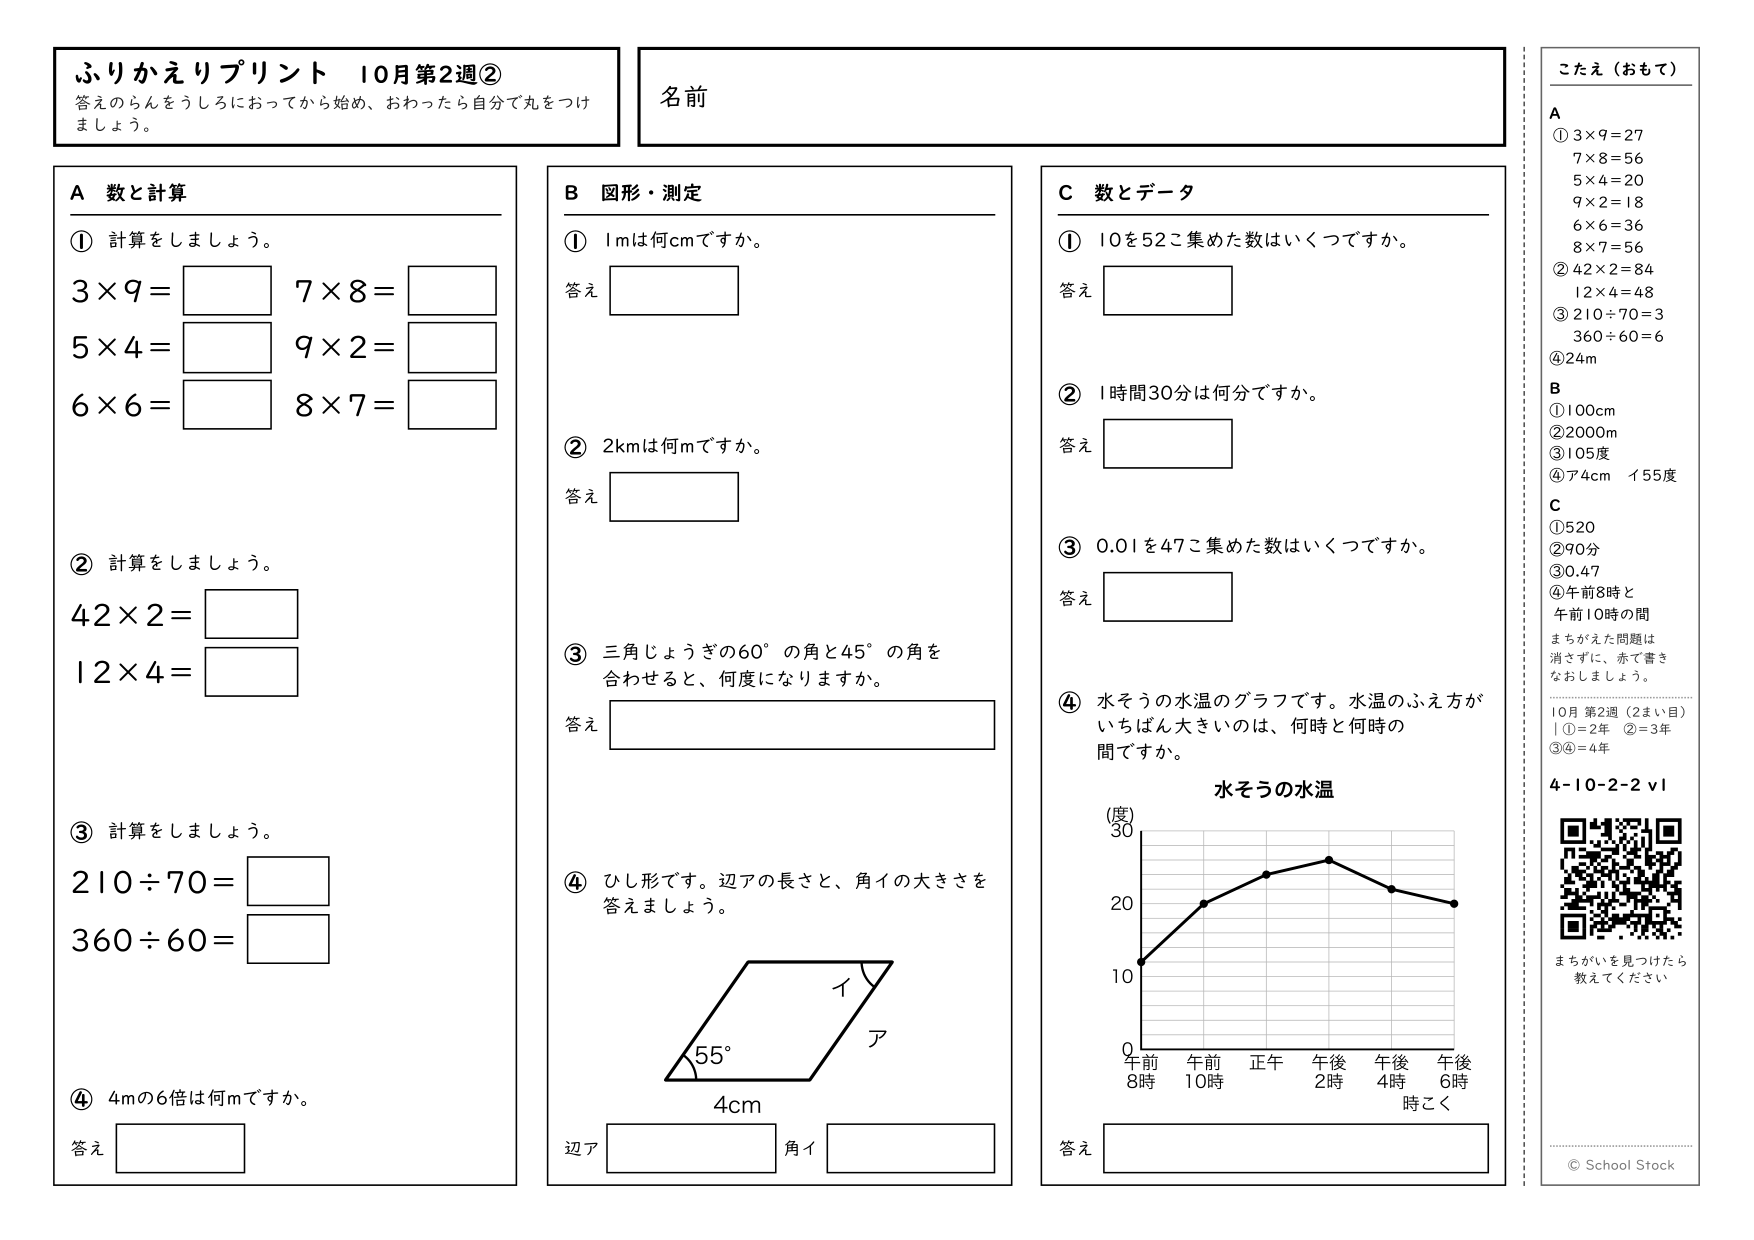 ふりかえりプリント　10月第2週②
答えのらんをうしろにおってから始め、おわったら自分で丸をつけ
ましょう。
名前
A　数と計算
① 計算をしましょう。
3×9＝　7×8＝
5×4＝　9×2＝
6×6＝　8×7＝
② 計算をしましょう。
42×2＝
12×4＝
③ 計算をしましょう。
210÷70＝
360÷60＝
④ 4mの6倍は何mですか。
答え
B　図形・測定
① 1mは何cmですか。
答え
② 2kmは何mですか。
答え
③ 三角じょうぎの60°の角と45°の角を
合わせると、何度になりますか。
答え
④ ひし形です。辺アの長さと、角イの大きさを
答えましょう。
イ
ア
55°
4cm
辺ア　角イ
C　数とデータ
① 10を52こ集めた数はいくつですか。
答え
② 1時間30分は何分ですか。
答え
③ 0.01を47こ集めた数はいくつですか。
答え
④ 水そうの水温のグラフです。水温のふえ方が
いちばん大きいのは、何時と何時の
間ですか。
水そうの水温
(度)
30
20
10
0
午前　午前　正午　午後　午後　午後
8時　10時　2時　4時　6時
時こく
答え
こたえ（おもて）
A
① 3×9＝27
7×8＝56
5×4＝20
9×2＝18
6×6＝36
8×7＝56
② 42×2＝84
12×4＝48
③ 210÷70＝3
360÷60＝6
④24m
B
①100cm
②2000m
③105度
④ア4cm　イ55度
C
①520
②90分
③0.47
④午前8時と
午前10時の間
まちがえた問題は
消さずに、赤で書き
なおしましょう。
10月 第2週（2まい目）
｜①＝2年　②＝3年
③④＝4年
4-10-2-2 v1
まちがいを見つけたら
教えてください
© School Stock